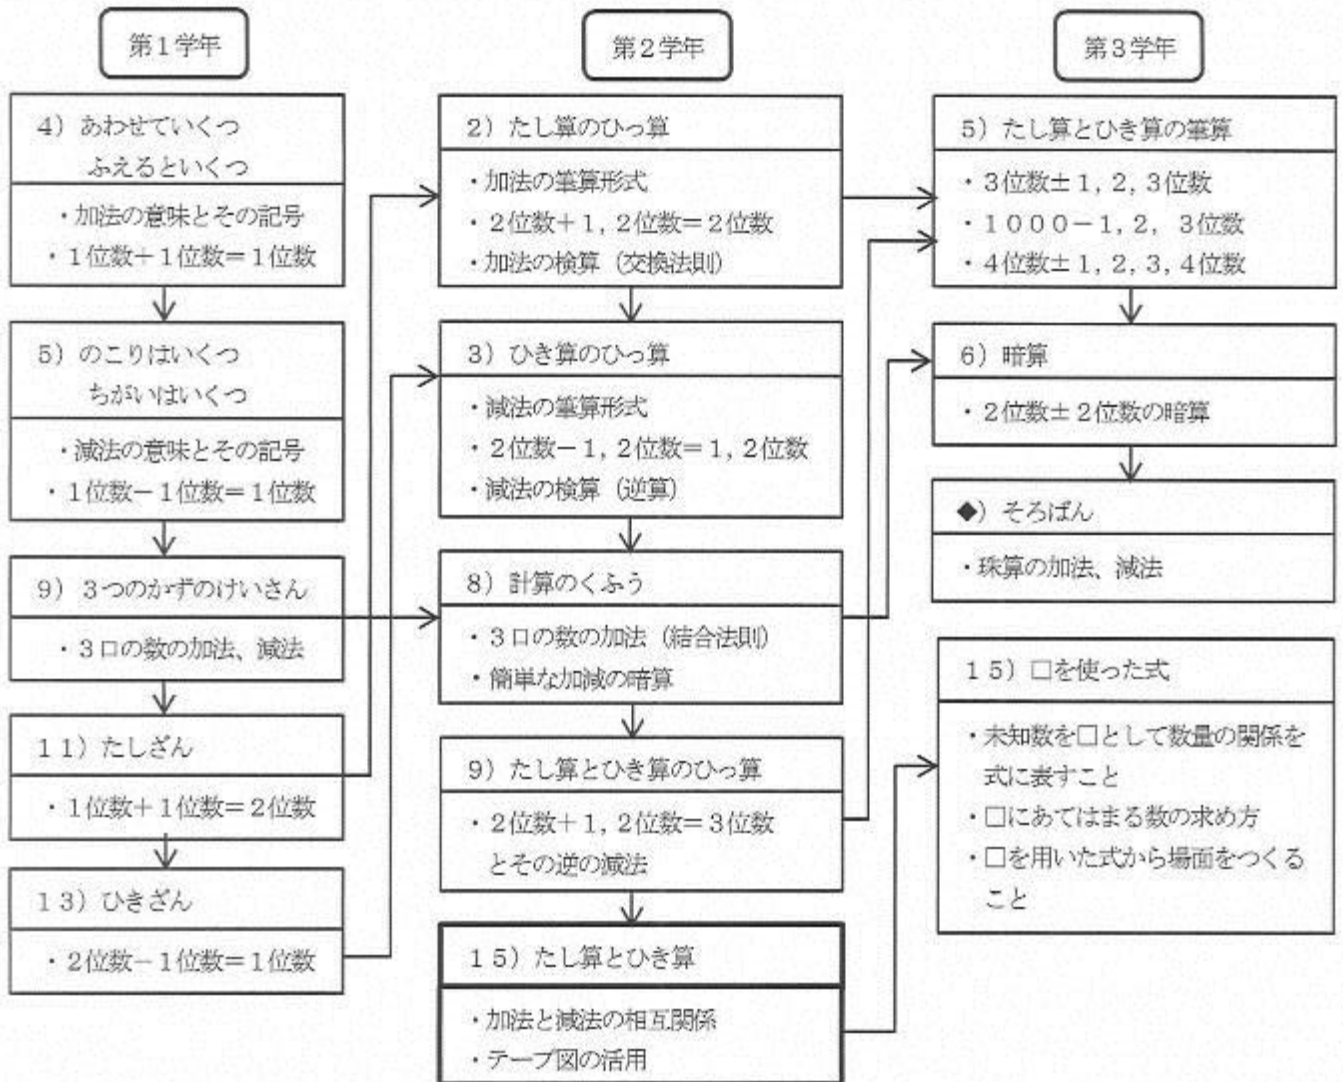 第1学年
4）あわせていくつ
ふえるといくつ
・加法の意味とその記号
・1位数＋1位数＝1位数
5）のこりはいくつ
ちがいはいくつ
・減法の意味とその記号
・1位数－1位数＝1位数
9）3つのかずのけいさん
・3口の数の加法、減法
11）たしざん
・1位数＋1位数＝2位数
13）ひきざん
・2位数－1位数＝1位数
第2学年
2）たし算のひっ算
・加法の筆算形式
・2位数＋1, 2位数＝2位数
・加法の検算（交換法則）
3）ひき算のひっ算
・減法の筆算形式
・2位数－1, 2位数＝1, 2位数
・減法の検算（逆算）
8）計算のくふう
・3口の数の加法（結合法則）
・簡単な加減の暗算
9）たし算とひき算のひっ算
・2位数＋1, 2位数＝3位数
とその逆の減法
15）たし算とひき算
・加法と減法の相互関係
・テープ図の活用
第3学年
5）たし算とひき算の筆算
・3位数±1, 2, 3位数
・1000－1, 2, 3位数
・4位数±1, 2, 3, 4位数
6）暗算
・2位数±2位数の暗算
◆）そろばん
・珠算の加法、減法
15）□を使った式
・未知数を□として数量の関係を
式に表すこと
・□にあてはまる数の求め方
・□を用いた式から場面をつくる
こと